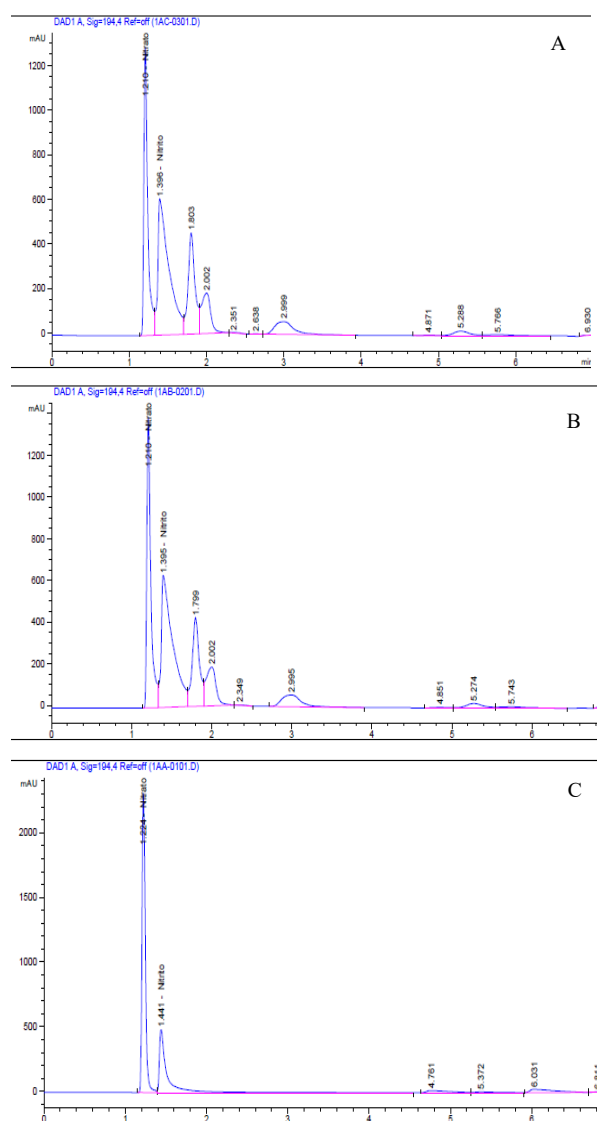 DAD1 A, Sig=194,4 Ref=off (1AC-0301.D)
mAU
A
1200
1000
800
600
400
200
0
1.210 - Nitrato
1.396 - Nitrito
1.803
2.002
2.351
2.638
2.999
4.871
5.288
5.766
6.930
0 1 2 3 4 5 6 min
DAD1 A, Sig=194,4 Ref=off (1AB-0201.D)
mAU
B
1200
1000
800
600
400
200
0
1.210 - Nitrato
1.395 - Nitrito
1.799
2.002
2.349
2.995
4.851
5.274
5.743
0 1 2 3 4 5 6
DAD1 A, Sig=194,4 Ref=off (1AA-0101.D)
mAU
C
2000
1500
1000
500
0
1.224 - Nitrato
1.441 - Nitrito
4.761
5.372
6.031
0 1 2 3 4 5 6